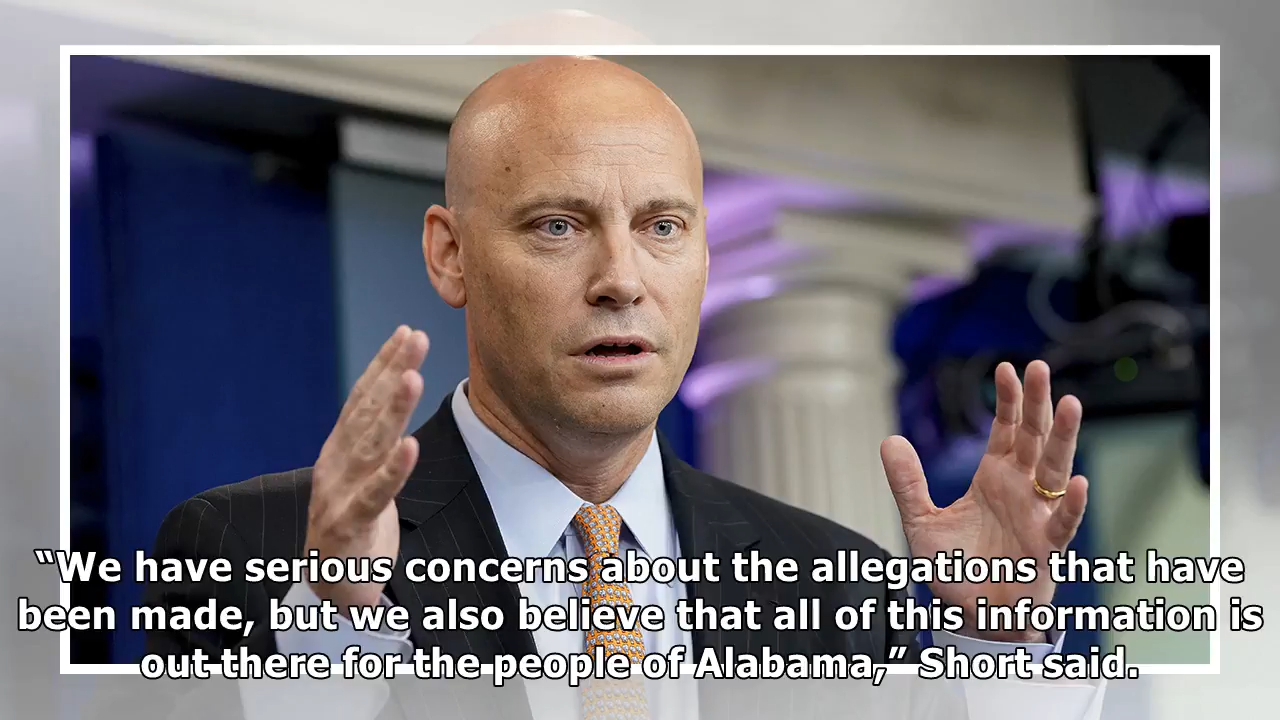 “We have serious concerns about the allegations that have
been made, but we also believe that all of this information is
out there for the people of Alabama,” Short said.